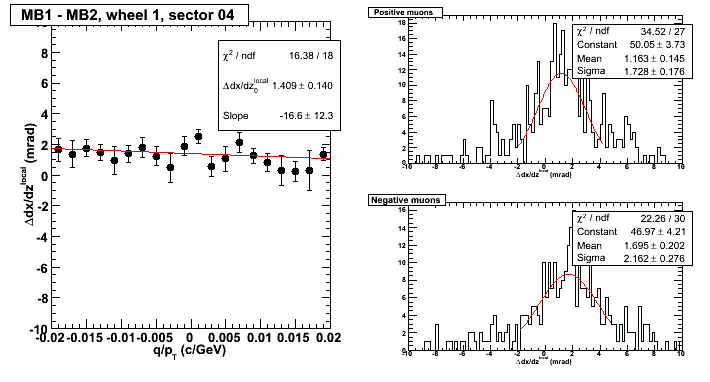 MB1 - MB2, wheel 1, sector 04
χ² / ndf 16.38 / 18
Δdx/dz₀^local 1.409 ± 0.140
Slope -16.6 ± 12.3
Δdx/dz^local (mrad)
8
6
4
2
0
-2
-4
-6
-8
-10
-0.02 -0.015 -0.01 -0.005 0 0.005 0.01 0.015 0.02
q/p_T (c/GeV)
Positive muons
χ² / ndf 34.52 / 27
Constant 50.05 ± 3.73
Mean 1.163 ± 0.145
Sigma 1.728 ± 0.176
18
16
14
12
10
8
6
4
2
0
-10 -8 -6 -4 -2 0 2 4 6 8 10
Δdx/dz^local (mrad)
Negative muons
χ² / ndf 22.26 / 30
Constant 46.97 ± 4.21
Mean 1.695 ± 0.202
Sigma 2.162 ± 0.276
16
14
12
10
8
6
4
2
0
-10 -8 -6 -4 -2 0 2 4 6 8 10
Δdx/dz^local (mrad)